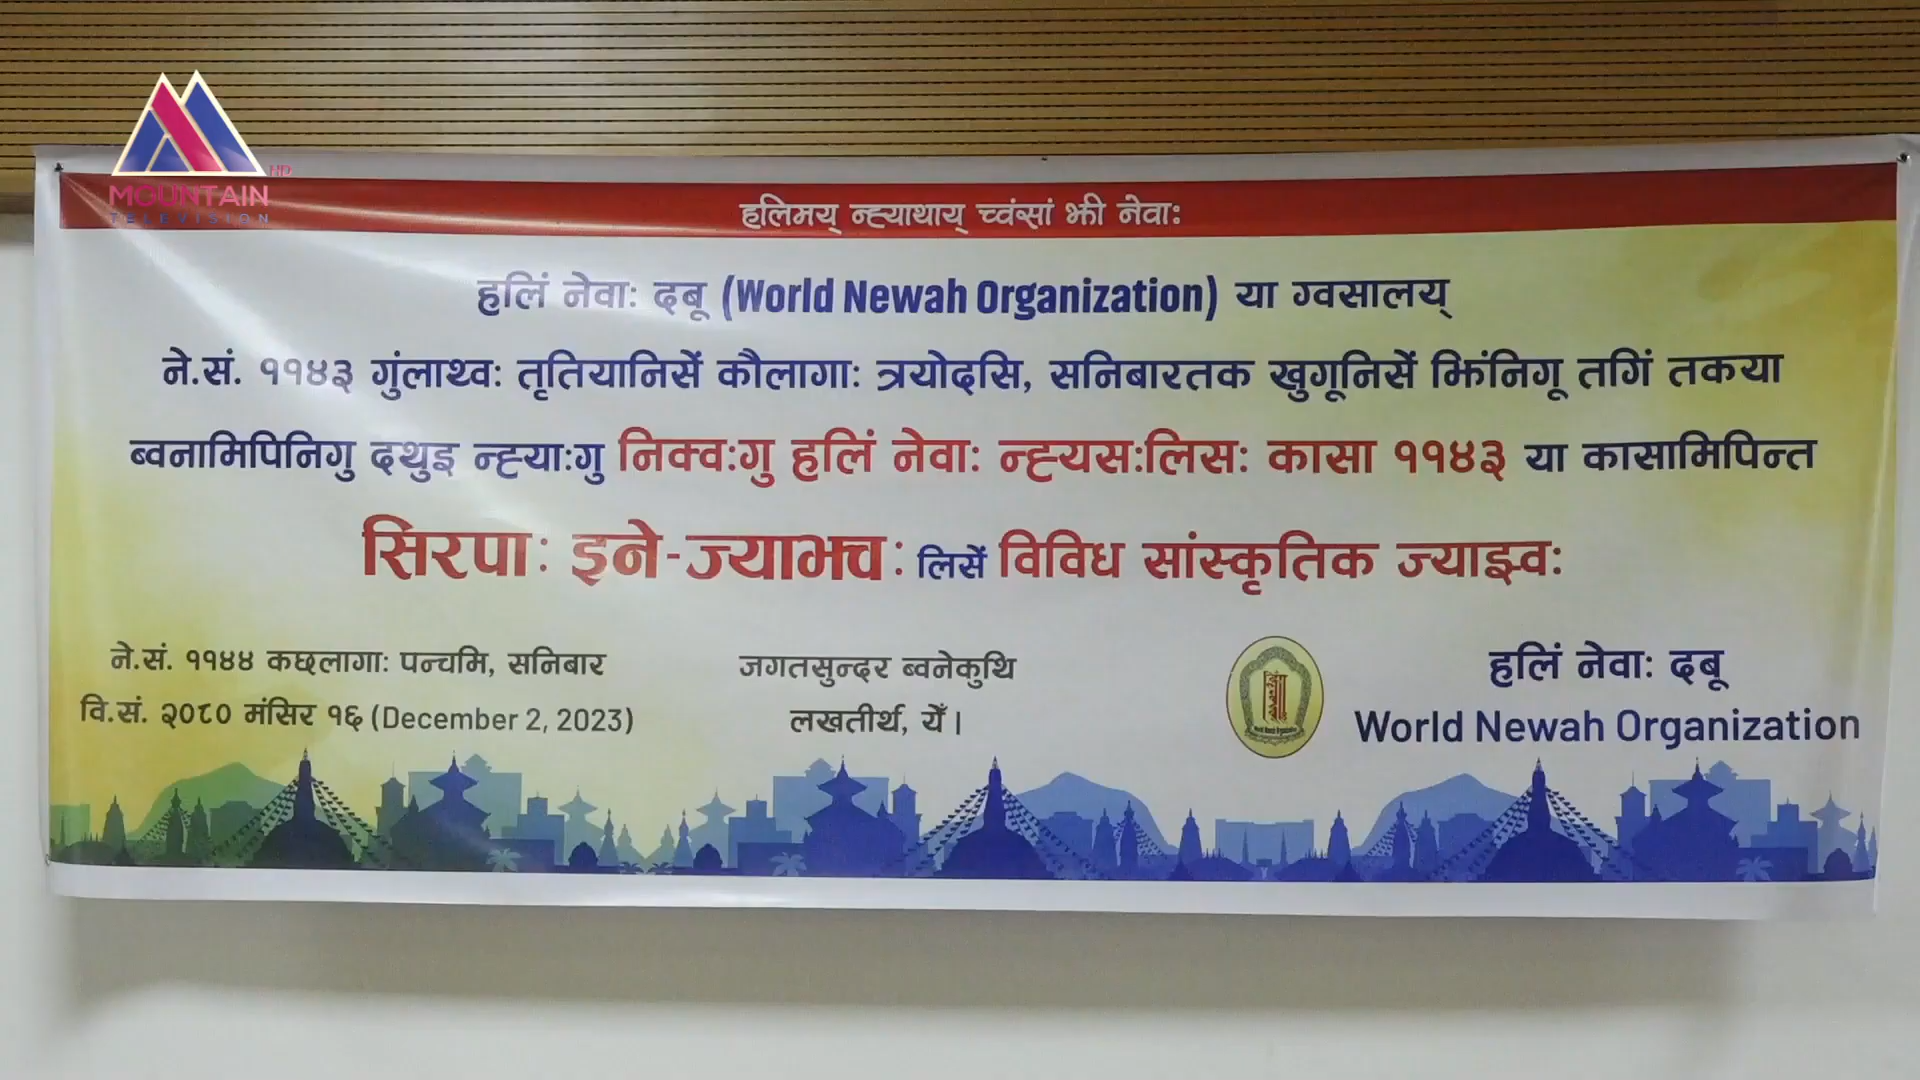 MOUNTAIN HD
TELEVISION
हलिमय् न्ह्याथाय् च्वंसां झी नेवाः
हलिं नेवाः दबू (World Newah Organization) या ग्वसालय्
ने.सं. ११४३ गुंलाथ्वः तृतियानिसें कौलागाः त्रयोदसि, सनिबारतक खुगूनिसें झिंनिगू तगिं तकया
ब्वनामिपिनिगु दथुइ न्ह्याःगु निक्वःगु हलिं नेवाः न्ह्यसःलिसः कासा ११४३ या कासामिपिन्त
सिरपाः इने-ज्याझ्वः लिसें विविध सांस्कृतिक ज्याझ्वः
ने.सं. ११४४ कछलागाः पन्चमि, सनिबार
वि.सं. २०८० मंसिर १६ (December 2, 2023)
जगतसुन्दर ब्वनेकुथि
लखतीर्थ, येँ।
हलिं नेवाः दबू
World Newah Organization